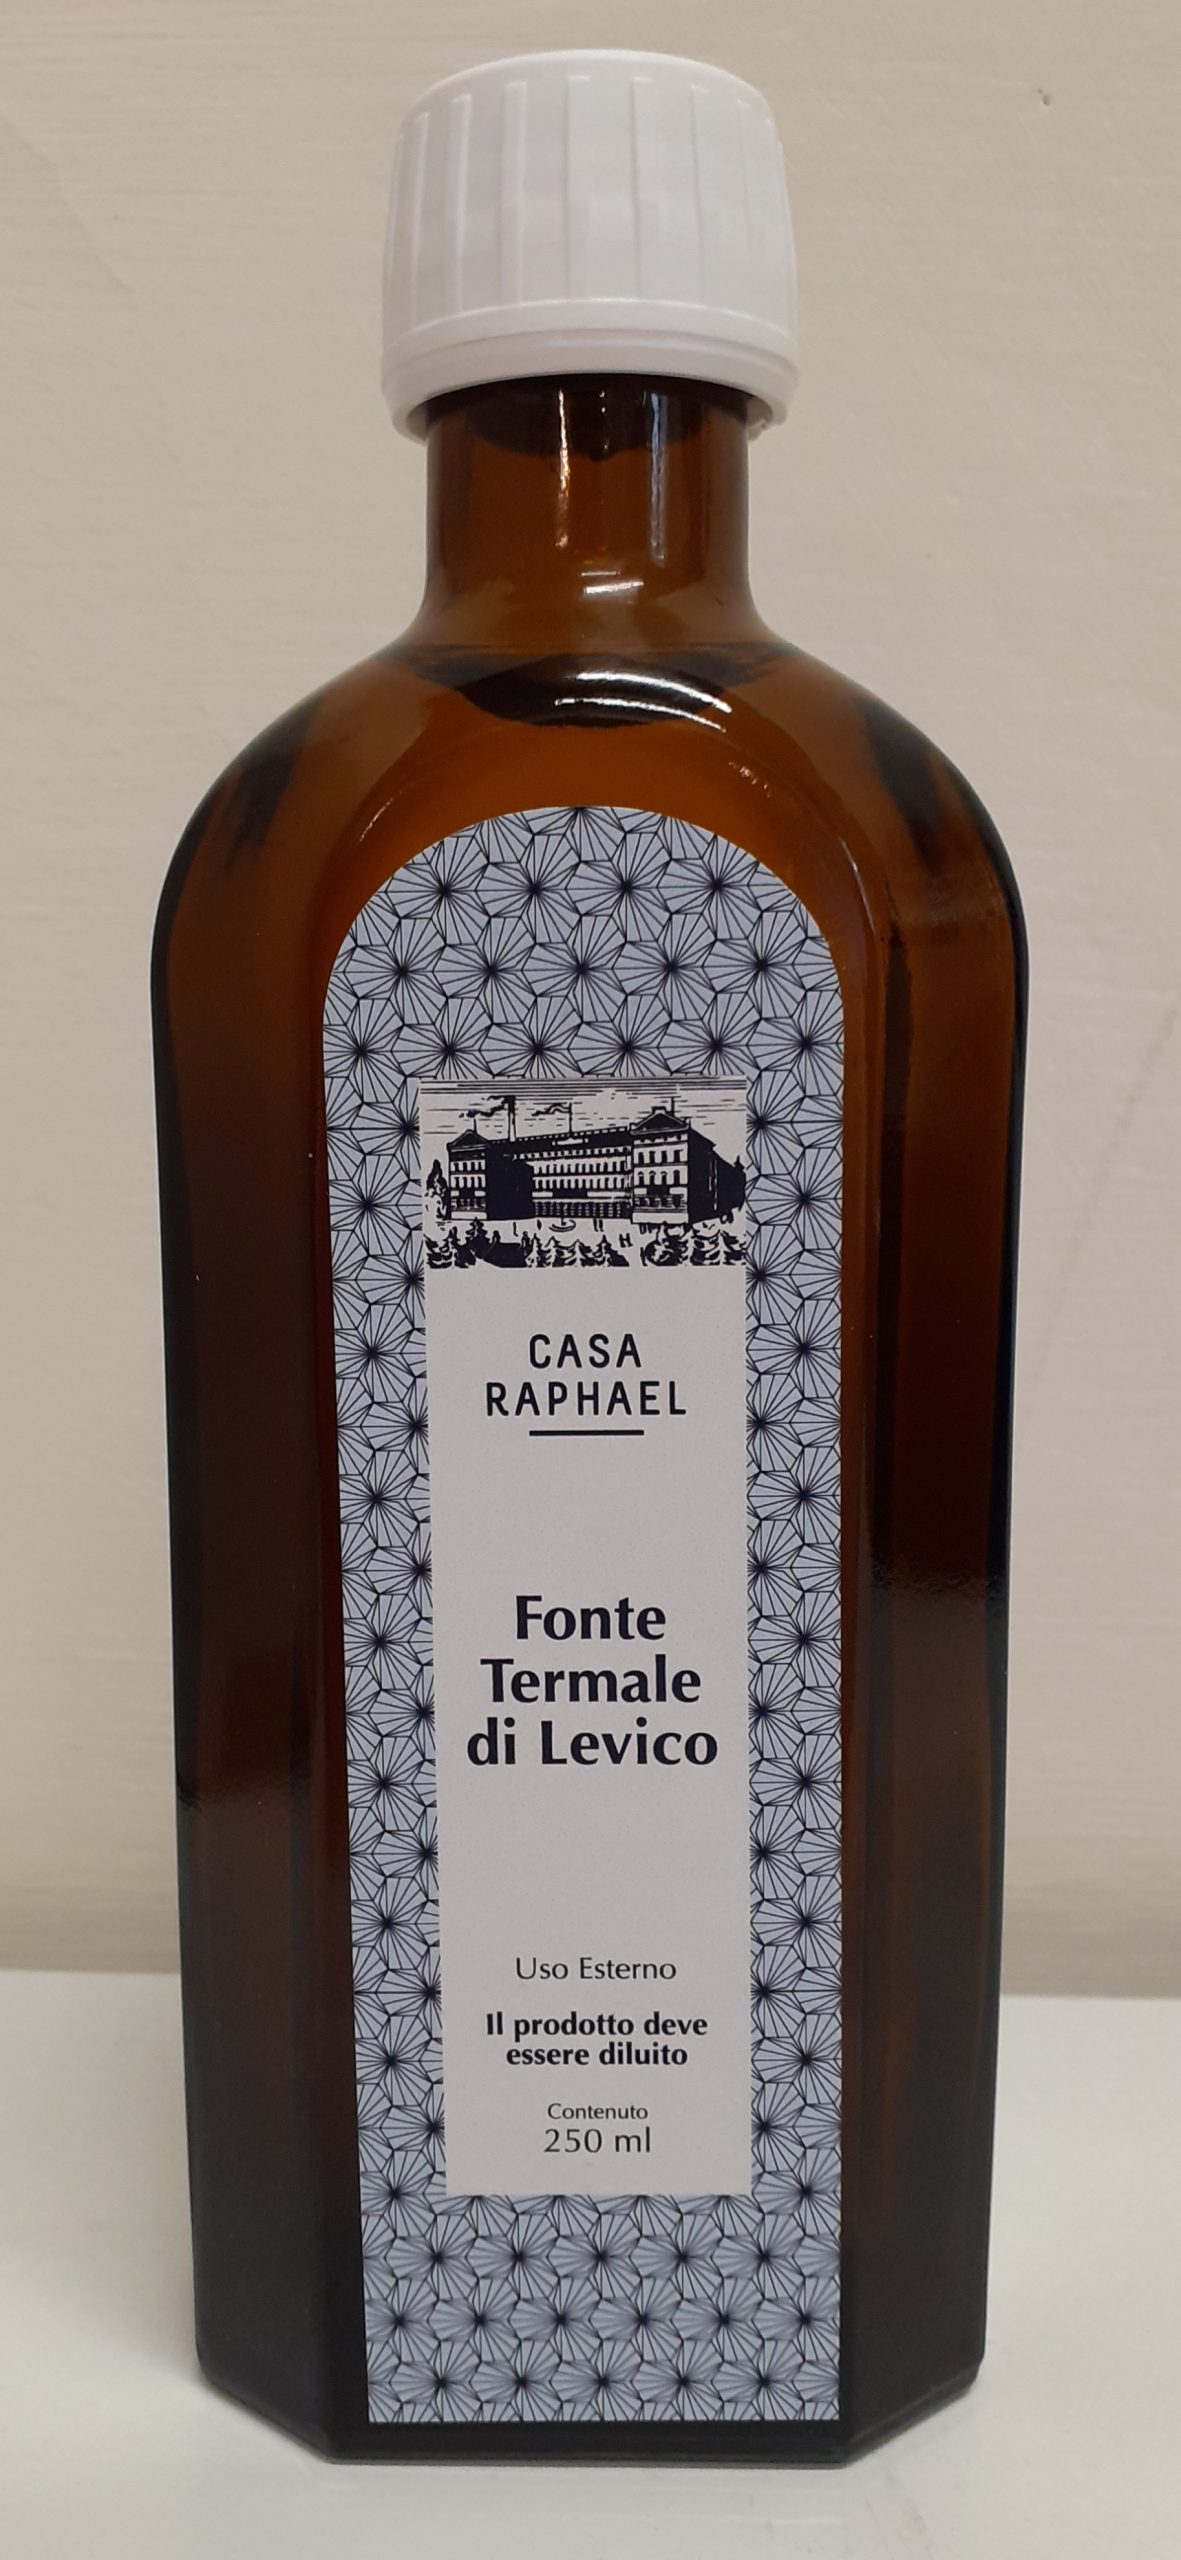 CASA
RAPHAEL
Fonte
Termale
di Levico
Uso Esterno
Il prodotto deve
essere diluito
Contenuto
250 ml